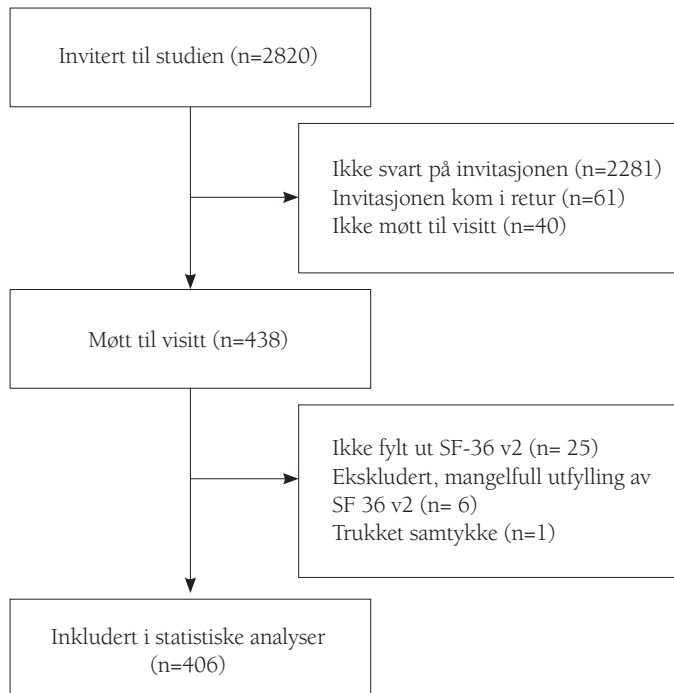 Invitert til studien (n=2820)
Ikke svart på invitasjonen (n=2281)
Invitasjonen kom i retur (n=61)
Ikke møtt til visitt (n=40)
Møtt til visitt (n=438)
Ikke fylt ut SF-36 v2 (n= 25)
Ekskludert, mangelfull utfylling av
SF 36 v2 (n= 6)
Trukket samtykke (n=1)
Inkludert i statistiske analyser
(n=406)